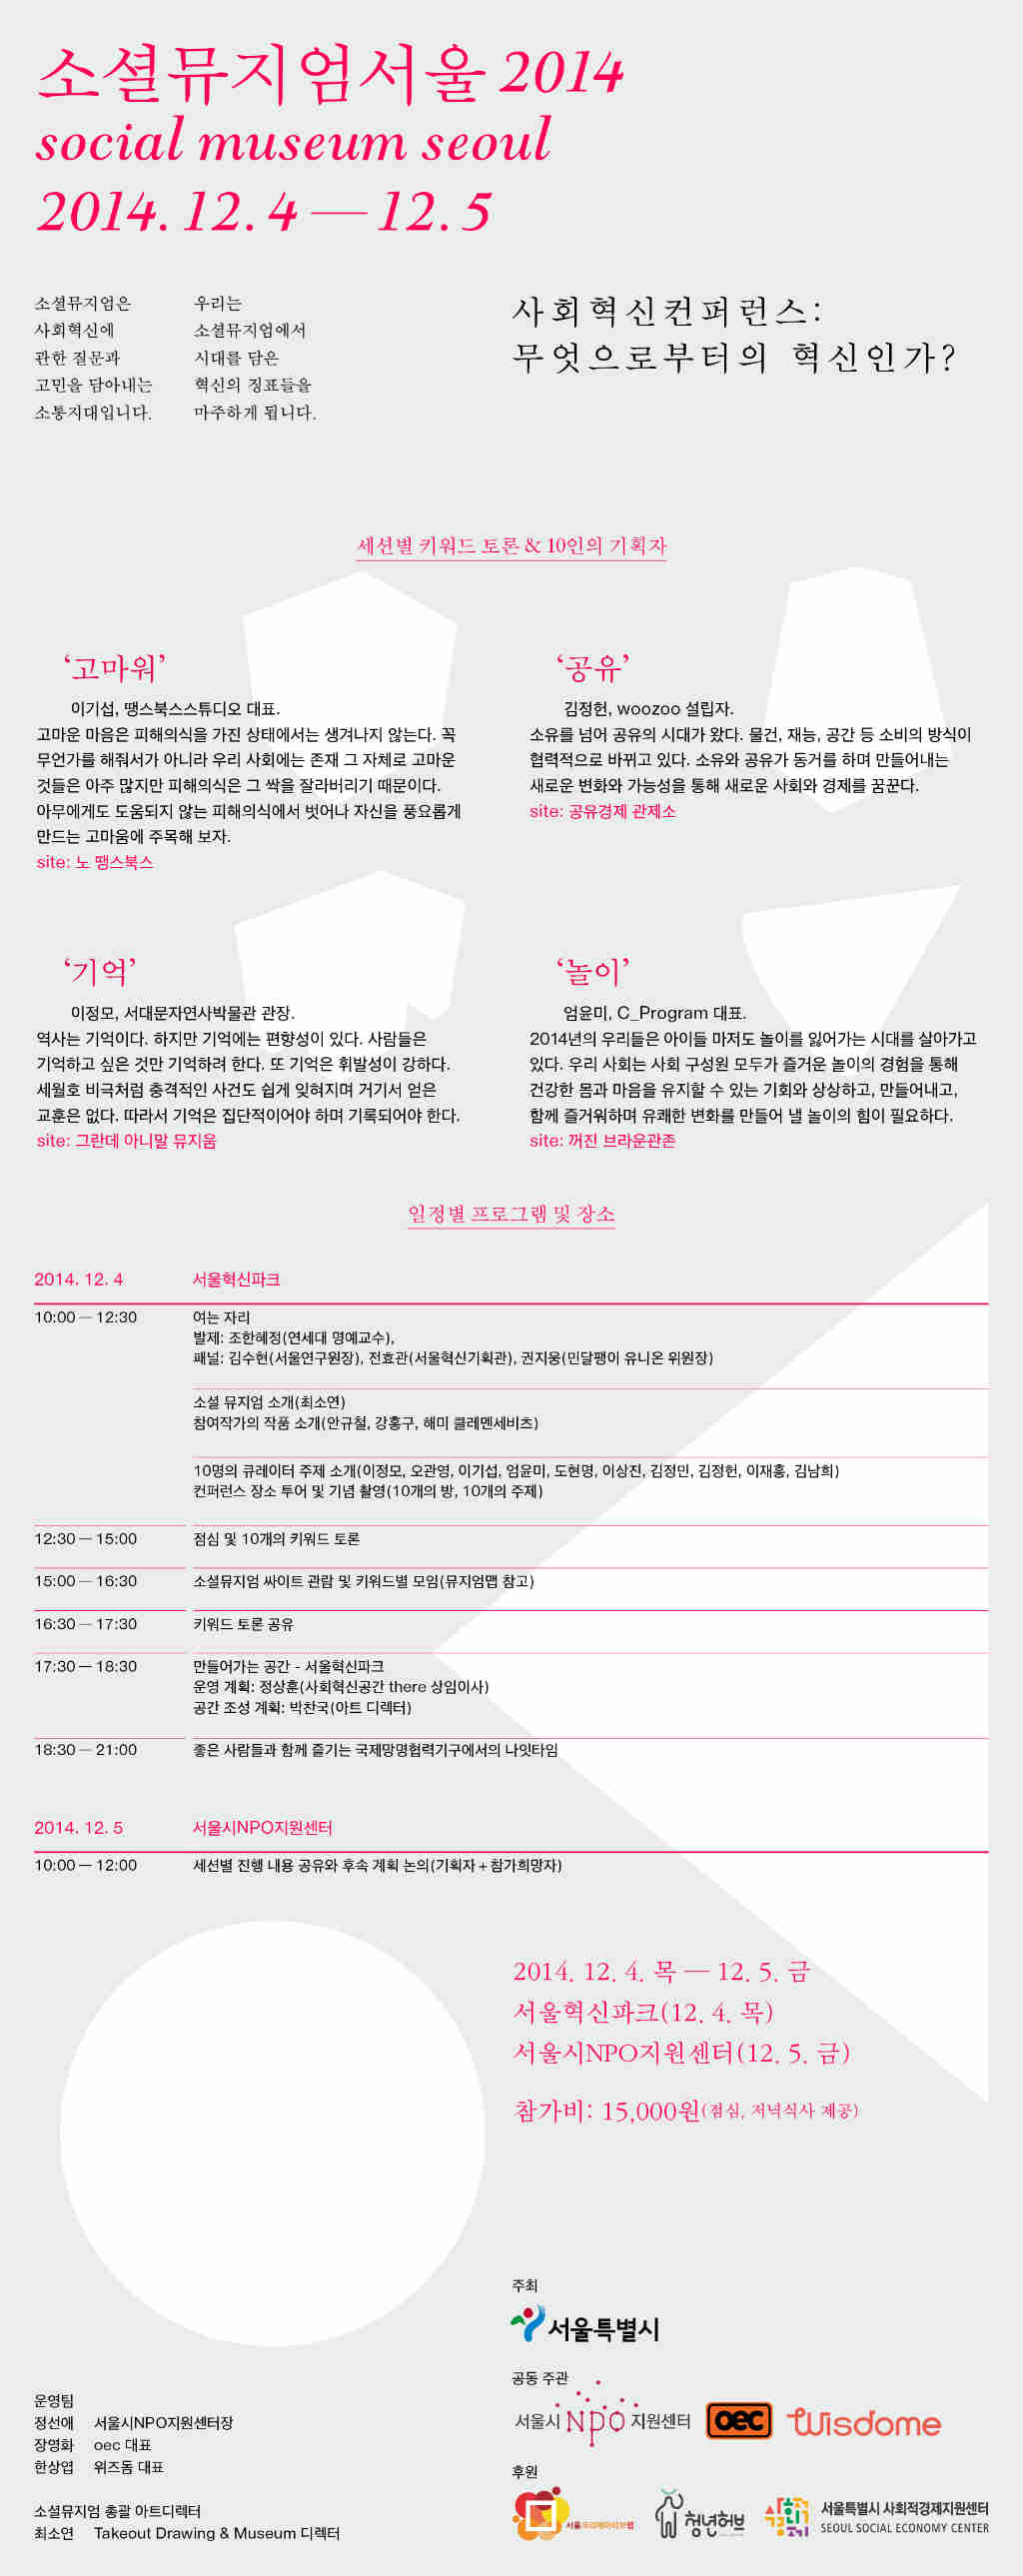 소셜뮤지엄서울 2014
social museum seoul
2014. 12. 4 — 12. 5
소셜뮤지엄은
사회혁신에
관한 질문과
고민을 담아내는
소통지대입니다.
우리는
소셜뮤지엄에서
시대를 담은
혁신의 징표들을
마주하게 됩니다.
사회혁신컨퍼런스:
무엇으로부터의 혁신인가?
세션별 키워드 토론 & 10인의 기획자
‘고마워’
이기섭, 땡스북스스튜디오 대표.
고마운 마음은 피해의식을 가진 상태에서는 생겨나지 않는다. 꼭
무언가를 해줘서가 아니라 우리 사회에는 존재 그 자체로 고마운
것들은 아주 많지만 피해의식은 그 싹을 잘라버리기 때문이다.
아무에게도 도움되지 않는 피해의식에서 벗어나 자신을 풍요롭게
만드는 고마움에 주목해 보자.
site: 노 땡스북스
‘공유’
김정헌, woozoo 설립자.
소유를 넘어 공유의 시대가 왔다. 물건, 재능, 공간 등 소비의 방식이
협력적으로 바뀌고 있다. 소유와 공유가 동거를 하며 만들어내는
새로운 변화와 가능성을 통해 새로운 사회와 경제를 꿈꾼다.
site: 공유경제 관제소
‘기억’
이정모, 서대문자연사박물관 관장.
역사는 기억이다. 하지만 기억에는 편향성이 있다. 사람들은
기억하고 싶은 것만 기억하려 한다. 또 기억은 휘발성이 강하다.
세월호 비극처럼 충격적인 사건도 쉽게 잊혀지며 거기서 얻은
교훈은 없다. 따라서 기억은 집단적이어야 하며 기록되어야 한다.
site: 그란데 아니말 뮤지움
‘놀이’
엄윤미, C_Program 대표.
2014년의 우리들은 아이들 마저도 놀이를 잃어가는 시대를 살아가고
있다. 우리 사회는 사회 구성원 모두가 즐거운 놀이의 경험을 통해
건강한 몸과 마음을 유지할 수 있는 기회와 상상하고, 만들어내고,
함께 즐거워하며 유쾌한 변화를 만들어 낼 놀이의 힘이 필요하다.
site: 꺼진 브라운관존
일정별 프로그램 및 장소
2014. 12. 4 서울혁신파크
10:00 — 12:30 여는 자리
발제: 조한혜정(연세대 명예교수),
패널: 김수현(서울연구원장), 전효관(서울혁신기획관), 권지웅(민달팽이 유니온 위원장)
소셜 뮤지엄 소개(최소연)
참여작가의 작품 소개(안규철, 강홍구, 해미 클레멘세비츠)
10명의 큐레이터 주제 소개(이정모, 오관영, 이기섭, 엄윤미, 도현명, 이상진, 김정민, 김정헌, 이재흥, 김남희)
컨퍼런스 장소 투어 및 기념 촬영(10개의 방, 10개의 주제)
12:30 — 15:00 점심 및 10개의 키워드 토론
15:00 — 16:30 소셜뮤지엄 싸이트 관람 및 키워드별 모임(뮤지엄맵 참고)
16:30 — 17:30 키워드 토론 공유
17:30 — 18:30 만들어가는 공간 - 서울혁신파크
운영 계획: 정상훈(사회혁신공간 there 상임이사)
공간 조성 계획: 박찬국(아트 디렉터)
18:30 — 21:00 좋은 사람들과 함께 즐기는 국제망명협력기구에서의 나잇타임
2014. 12. 5 서울시NPO지원센터
10:00 — 12:00 세션별 진행 내용 공유와 후속 계획 논의(기획자 + 참가희망자)
2014. 12. 4. 목 — 12. 5. 금
서울혁신파크(12. 4. 목)
서울시NPO지원센터(12. 5. 금)
참가비: 15,000원(점심, 저녁식사 제공)
주최
서울특별시
공동 주관
서울시 NPO 지원센터 oec Wisdome
후원
청년허브
서울특별시 사회적경제지원센터
SEOUL SOCIAL ECONOMY CENTER
운영팀
정선애 서울시NPO지원센터장
장영화 oec 대표
한상엽 위즈돔 대표
소셜뮤지엄 총괄 아트디렉터
최소연 Takeout Drawing & Museum 디렉터